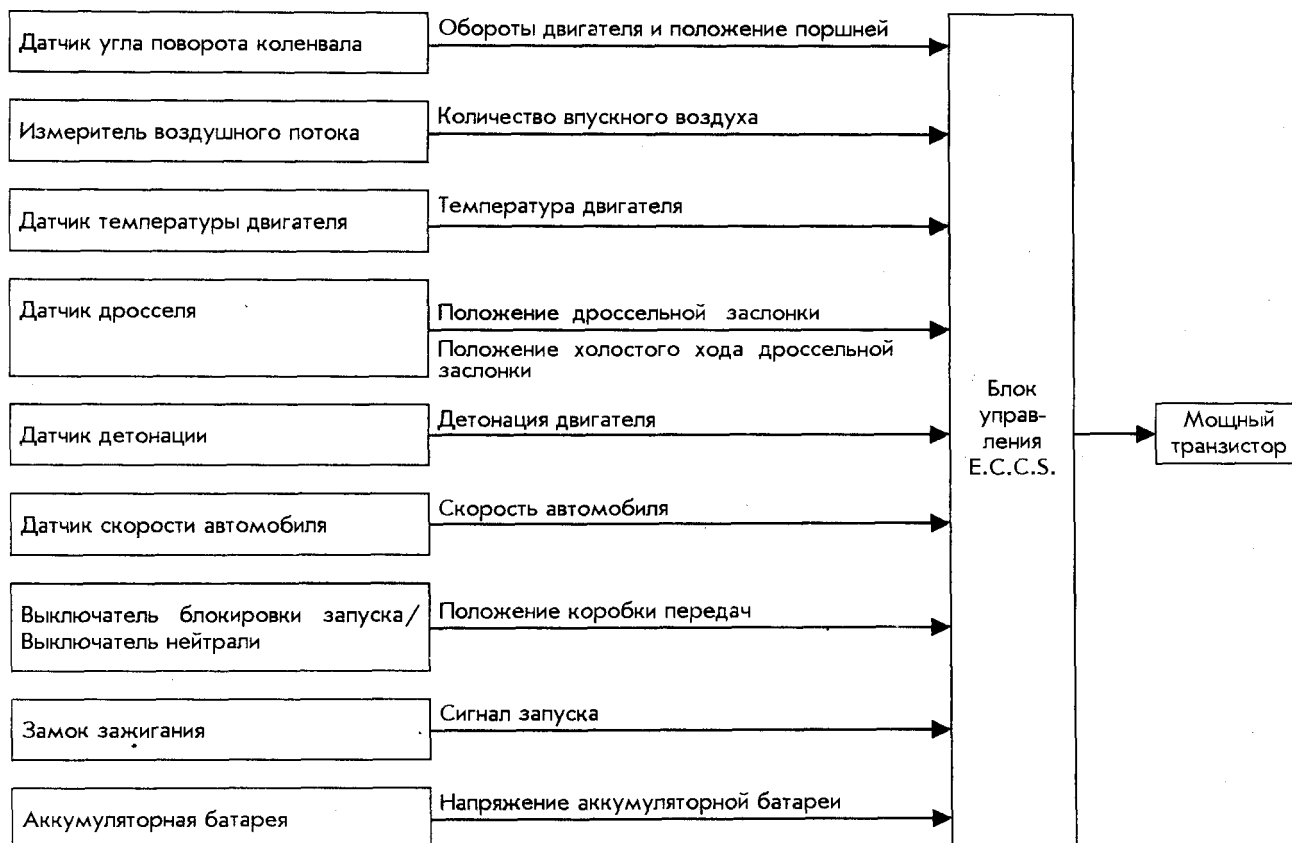 Датчик угла поворота коленвала
Обороты двигателя и положение поршней
Измеритель воздушного потока
Количество впускного воздуха
Датчик температуры двигателя
Температура двигателя
Датчик дросселя
Положение дроссельной заслонки
Положение холостого хода дроссельной
заслонки
Датчик детонации
Детонация двигателя
Датчик скорости автомобиля
Скорость автомобиля
Выключатель блокировки запуска/
Выключатель нейтрали
Положение коробки передач
Замок зажигания
Сигнал запуска
Аккумуляторная батарея
Напряжение аккумуляторной батареи
Блок
управ-
ления
E.C.C.S.
Мощный
транзистор